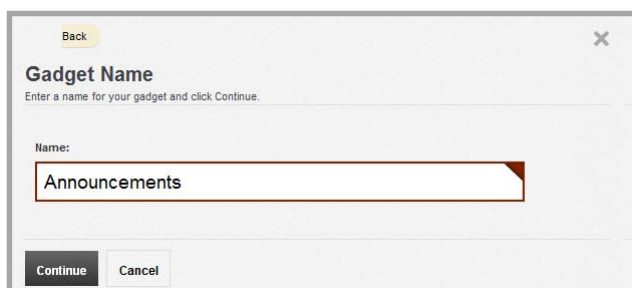 Back
Gadget Name
Enter a name for your gadget and click Continue.
Name:
Announcements
Continue Cancel